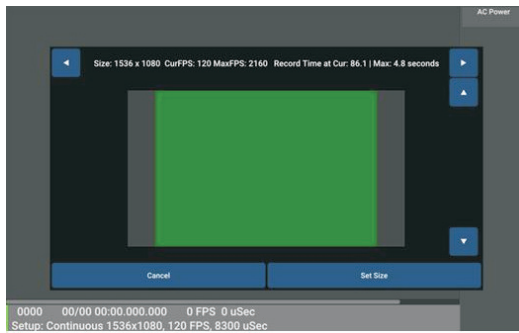 AC Power
Size: 1536 x 1080 CurFPS: 120 MaxFPS: 2160 Record Time at Cur: 86.1 | Max: 4.8 seconds
Cancel
Set Size
0000 00/00 00:00.000.000 0 FPS 0 uSec
Setup: Continuous 1536x1080, 120 FPS, 8300 uSec